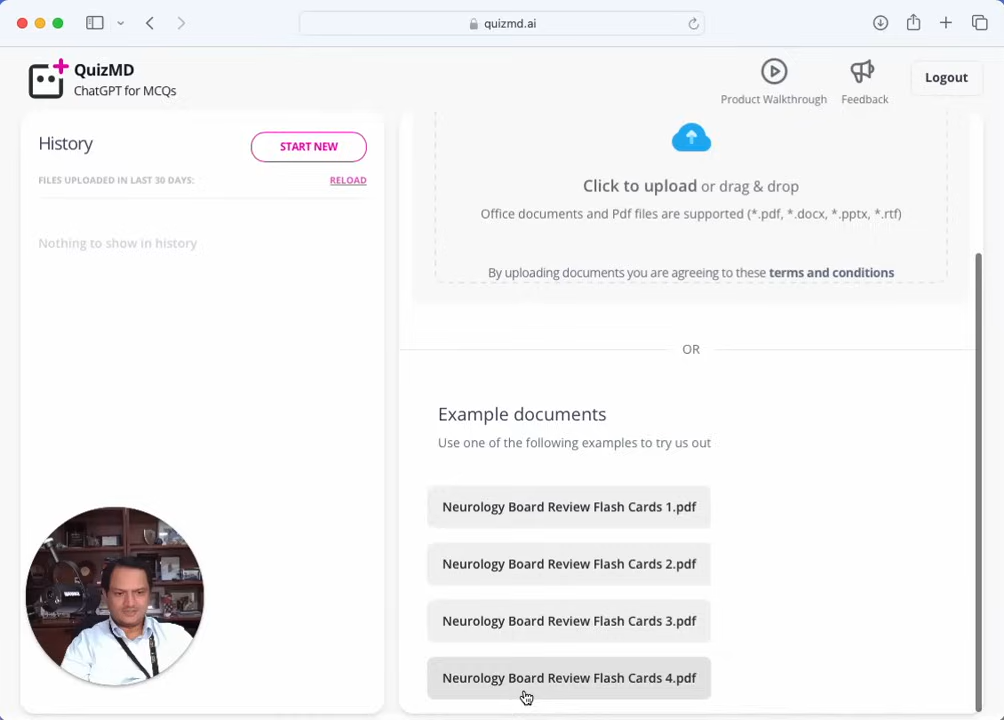 quizmd.ai
QuizMD
ChatGPT for MCQs
Product Walkthrough
Feedback
Logout
History
START NEW
FILES UPLOADED IN LAST 30 DAYS:
RELOAD
Nothing to show in history
Click to upload or drag & drop
Office documents and Pdf files are supported (*.pdf, *.docx, *.pptx, *.rtf)
By uploading documents you are agreeing to these terms and conditions
OR
Example documents
Use one of the following examples to try us out
Neurology Board Review Flash Cards 1.pdf
Neurology Board Review Flash Cards 2.pdf
Neurology Board Review Flash Cards 3.pdf
Neurology Board Review Flash Cards 4.pdf